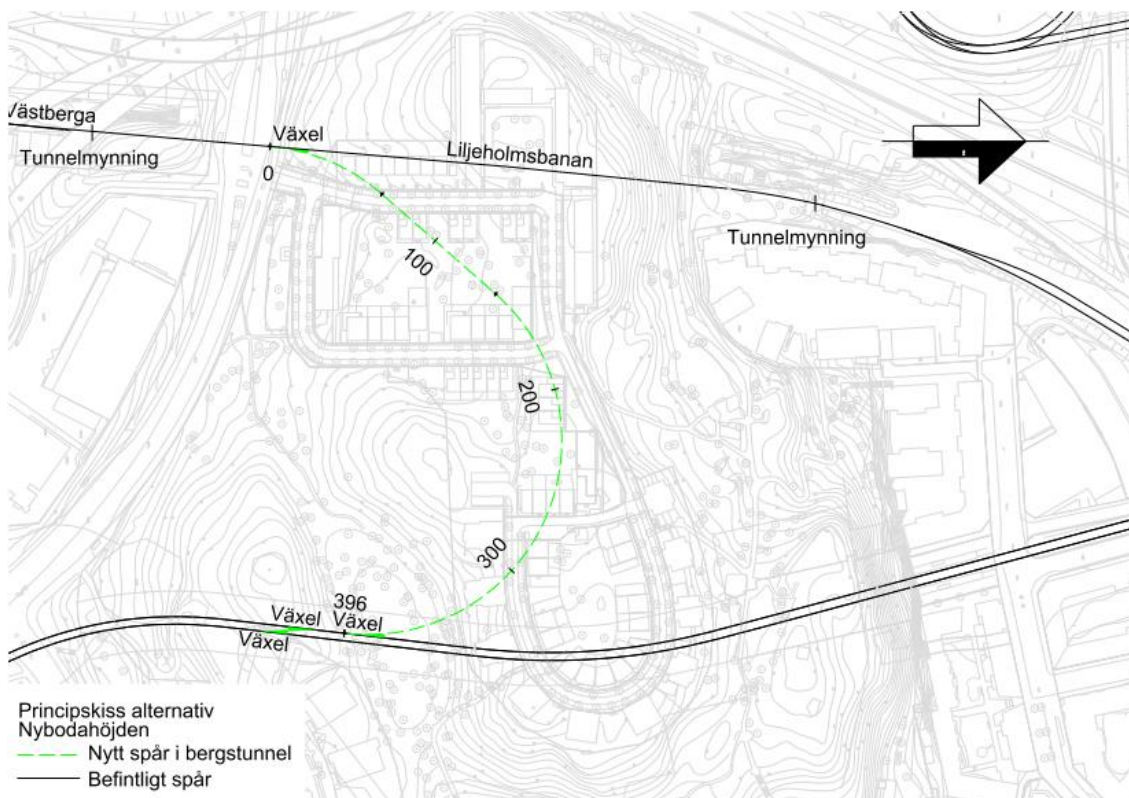 Västberga
Tunnelmynning
Växel
0
Liljeholmsbanan
Tunnelmynning
100
200
300
396
Växel
Växel
Växel
Principskiss alternativ
Nybodahöjden
Nytt spår i bergstunnel
Befintligt spår